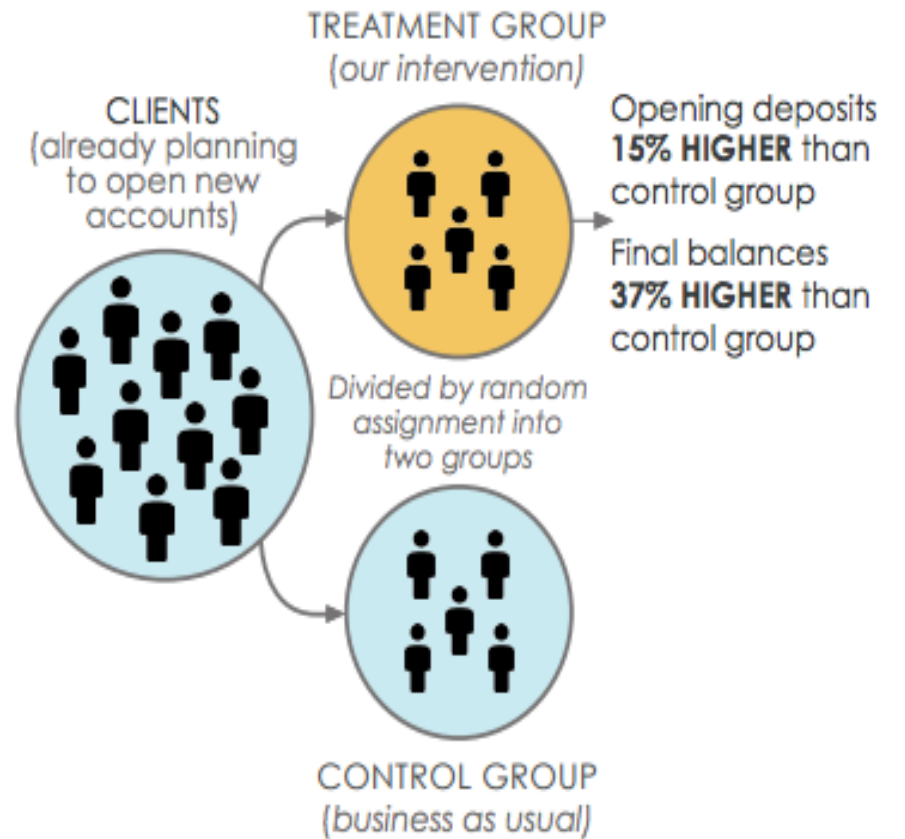 TREATMENT GROUP
(our intervention)
CLIENTS
(already planning
to open new
accounts)
Opening deposits
15% HIGHER than
control group
Final balances
37% HIGHER than
control group
Divided by random
assignment into
two groups
CONTROL GROUP
(business as usual)